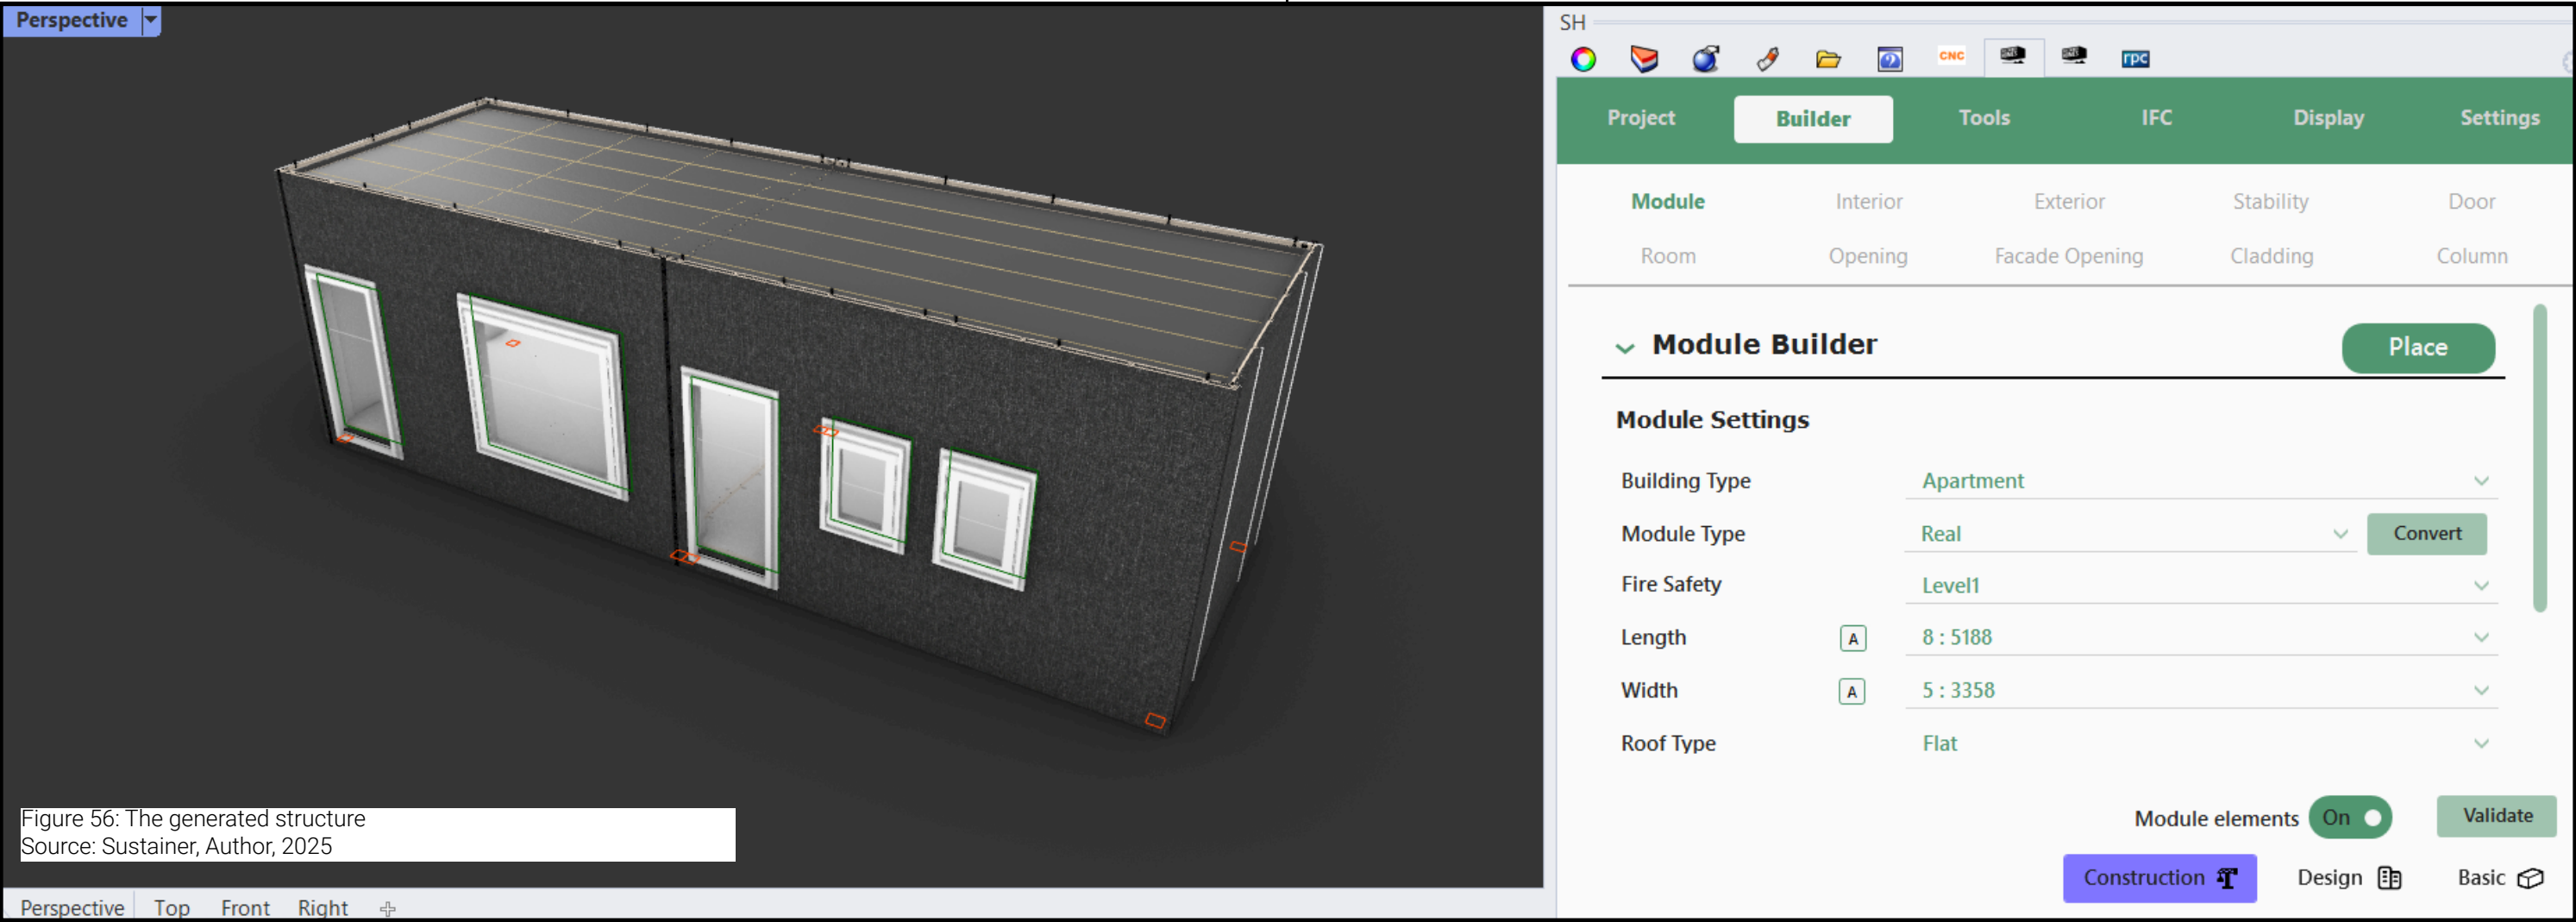 Perspective
SH
CNC
rpc
Project Builder Tools IFC Display Settings
Module Interior Exterior Stability Door
Room Opening Facade Opening Cladding Column
Module Builder Place
Module Settings
Building Type Apartment
Module Type Real Convert
Fire Safety Level1
Length A 8 : 5188
Width A 5 : 3358
Roof Type Flat
Module elements On Validate
Construction Design Basic
Figure 56: The generated structure
Source: Sustainer, Author, 2025
Perspective Top Front Right